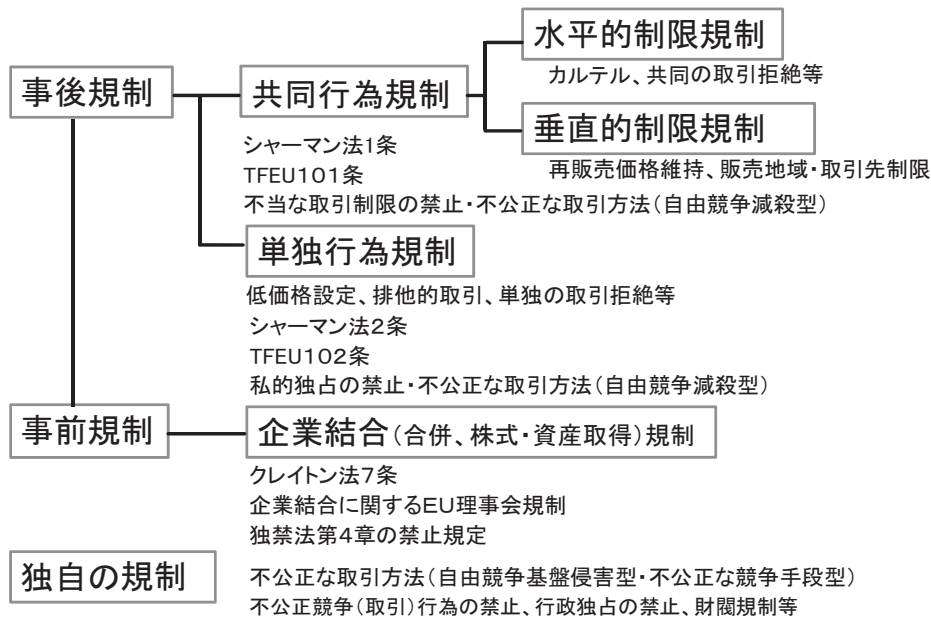 水平的制限規制
カルテル、共同の取引拒絶等
事後規制
共同行為規制
垂直的制限規制
再販売価格維持、販売地域・取引先制限
シャーマン法1条
TFEU101条
不当な取引制限の禁止・不公正な取引方法(自由競争減殺型)
単独行為規制
低価格設定、排他的取引、単独の取引拒絶等
シャーマン法2条
TFEU102条
私的独占の禁止・不公正な取引方法(自由競争減殺型)
事前規制
企業結合(合併、株式・資産取得)規制
クレイトン法7条
企業結合に関するEU理事会規制
独禁法第4章の禁止規定
独自の規制
不公正な取引方法(自由競争基盤侵害型・不公正な競争手段型)
不公正競争(取引)行為の禁止、行政独占の禁止、財閥規制等